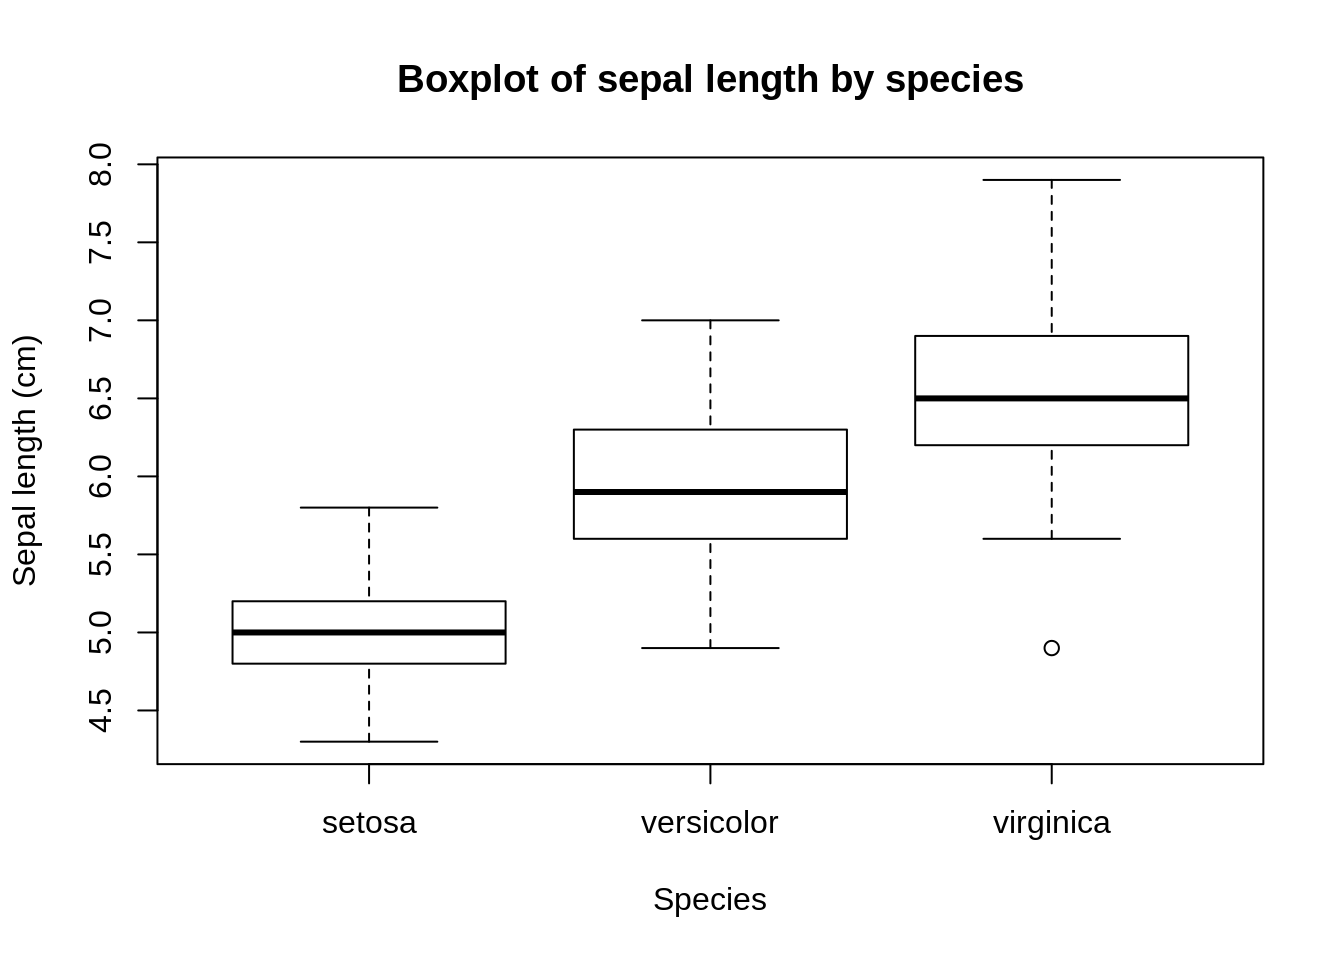 Boxplot of sepal length by species
Sepal length (cm)
8.0
7.5
7.0
6.5
6.0
5.5
5.0
4.5
setosa versicolor virginica
Species